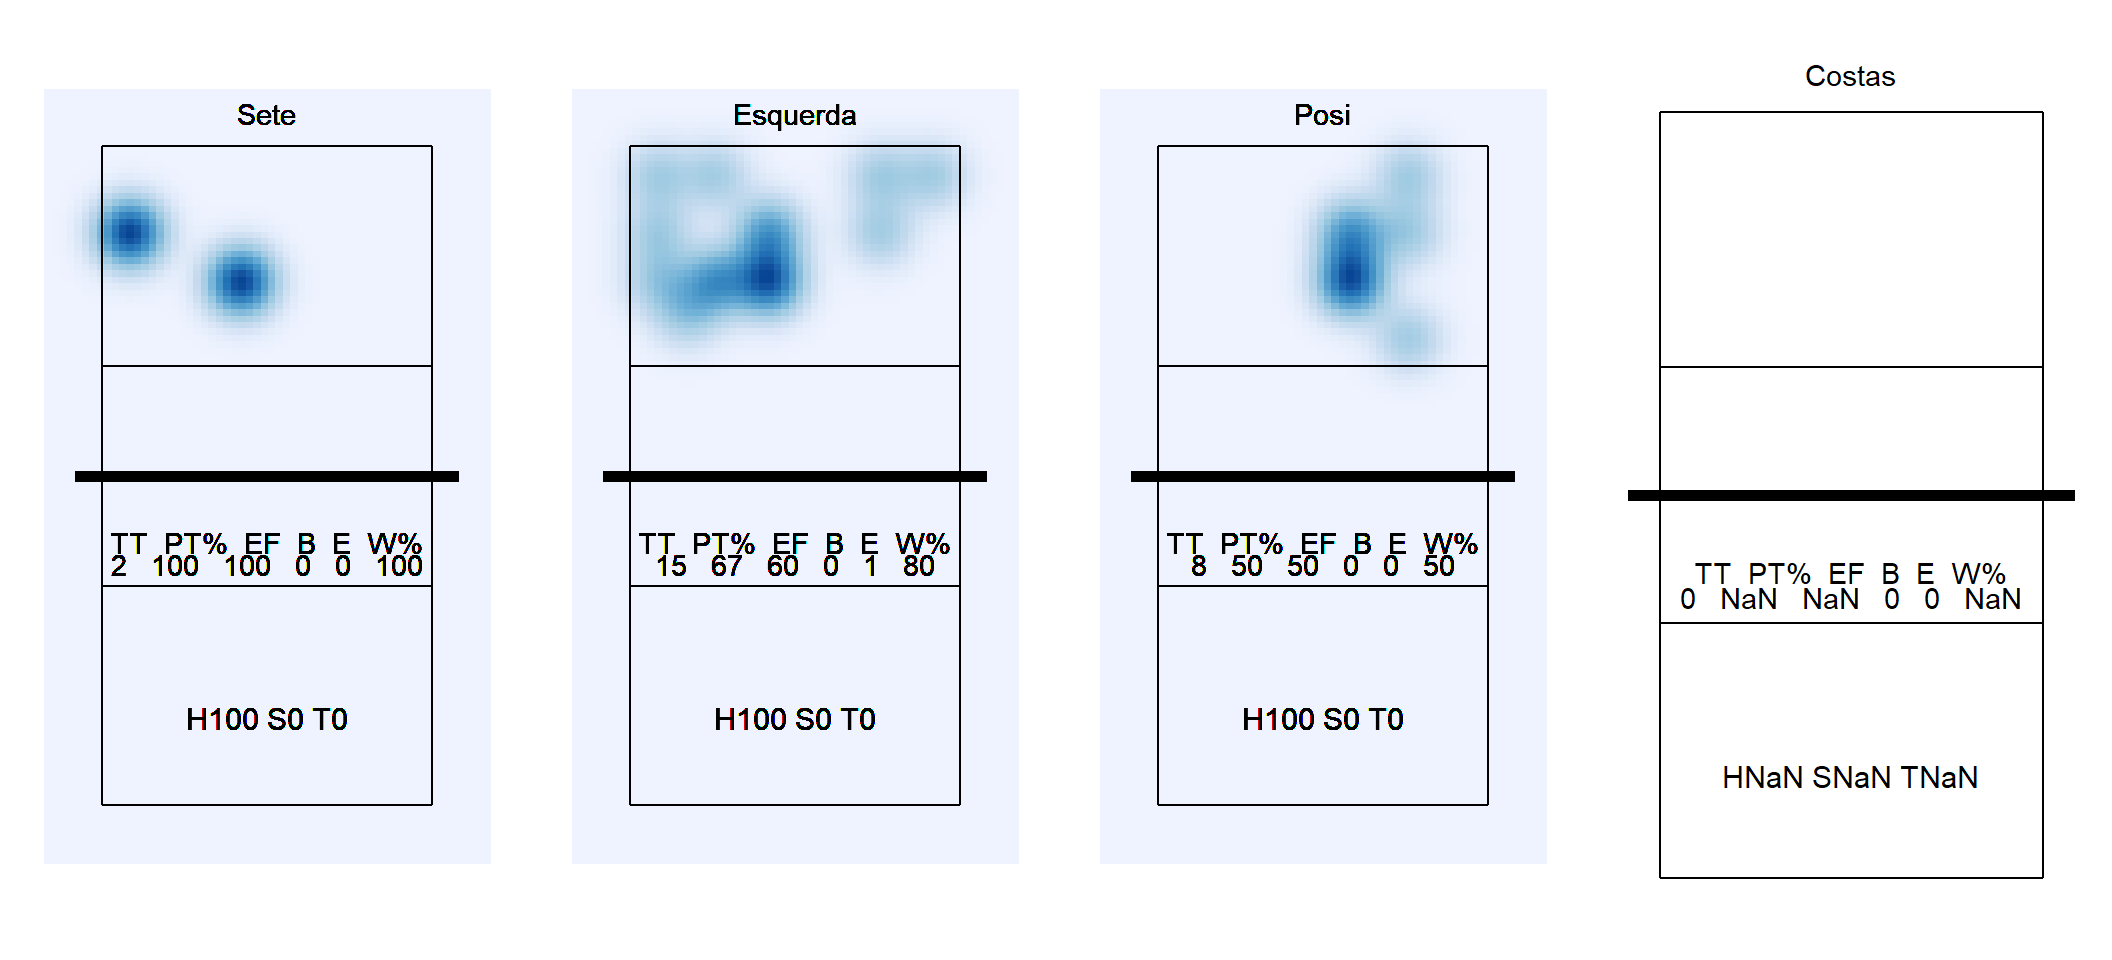 Sete
TT PT% EF B E W%
2 100 100 0 0 100
H100 S0 T0
Esquerda
TT PT% EF B E W%
15 67 60 0 1 80
H100 S0 T0
Posi
TT PT% EF B E W%
8 50 50 0 0 50
H100 S0 T0
Costas
TT PT% EF B E W%
0 NaN NaN 0 0 NaN
HNaN SNaN TNaN